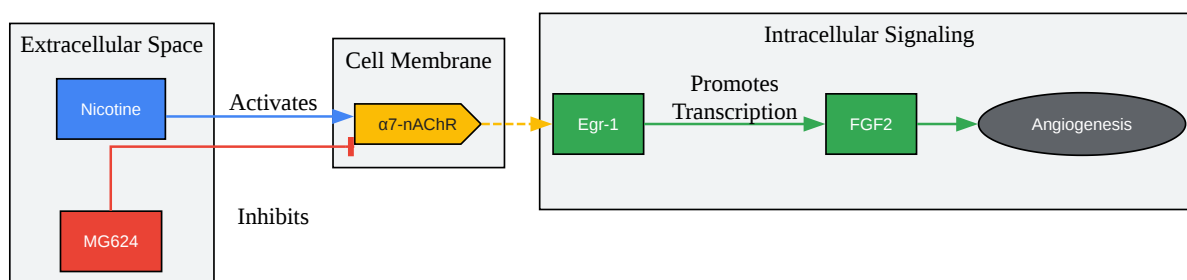 Extracellular Space
Nicotine
MG624
Activates
Inhibits
Cell Membrane
α7-nAChR
Intracellular Signaling
Egr-1
Promotes
Transcription
FGF2
Angiogenesis